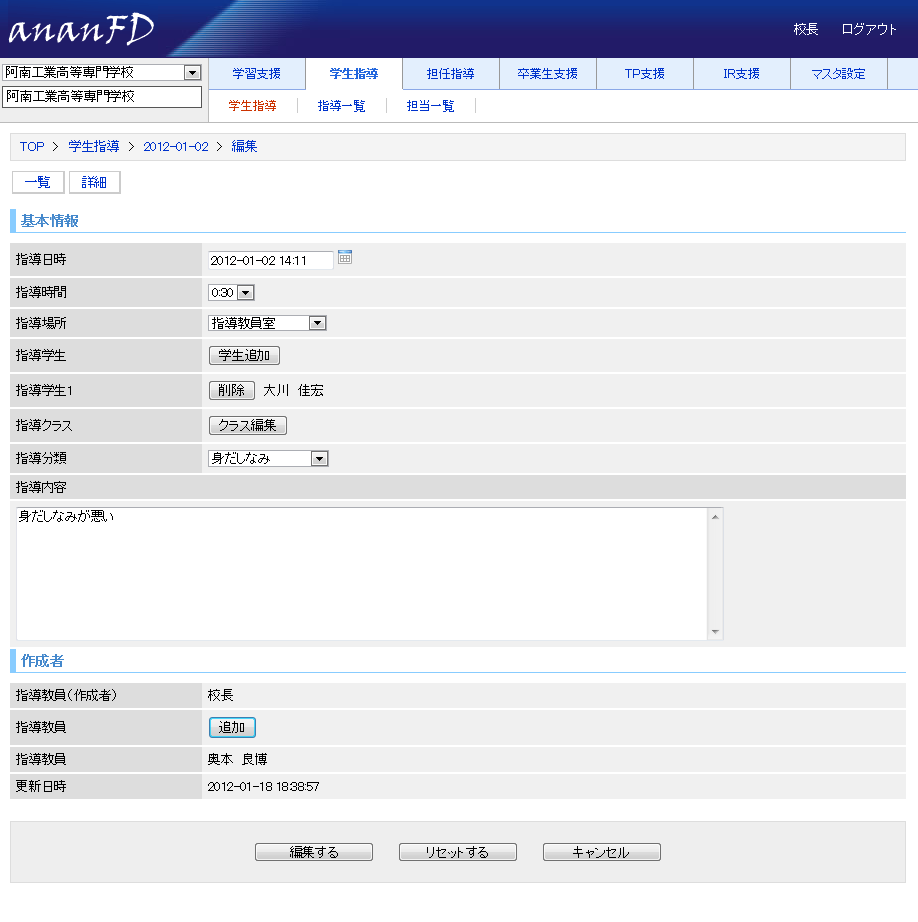 ananFD
校長 ログアウト
阿南工業高等専門学校
阿南工業高等専門学校
学習支援 学生指導 担任指導 卒業生支援 TP支援 IR支援 マスタ設定
学生指導 指導一覧 担当一覧
TOP > 学生指導 > 2012-01-02 > 編集
一覧 詳細
基本情報
指導日時 2012-01-02 14:11
指導時間 0:30
指導場所 指導教員室
指導学生 学生追加
指導学生1 削除 大川 佳宏
指導クラス クラス編集
指導分類 身だしなみ
指導内容
身だしなみが悪い
作成者
指導教員(作成者) 校長
指導教員 追加
指導教員 奥本 良博
更新日時 2012-01-18 18:38:57
編集する リセットする キャンセル